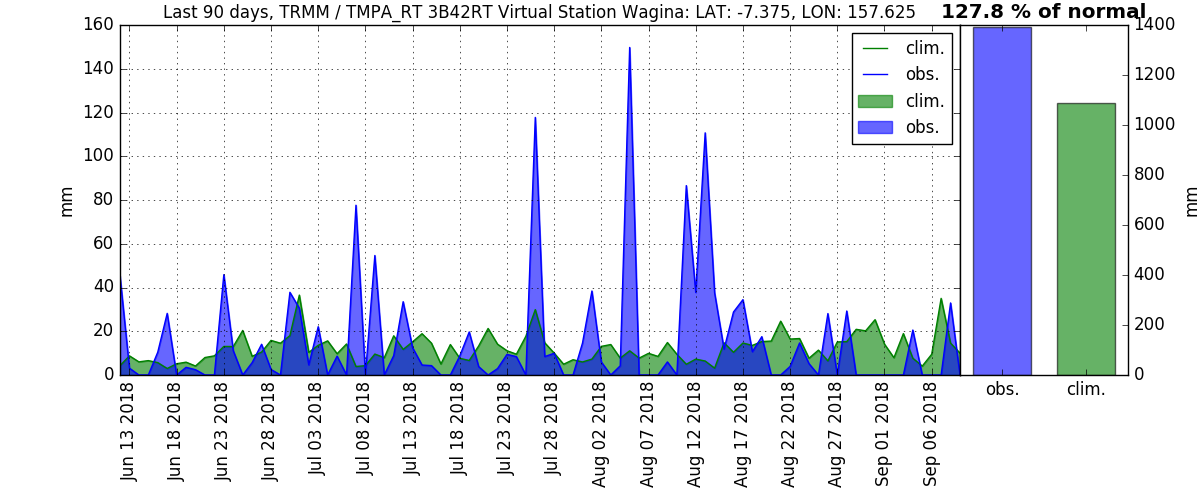 Last 90 days, TRMM / TMPA_RT 3B42RT Virtual Station Wagina: LAT: -7.375, LON: 157.625
127.8 % of normal
160
140
120
100
80
60
40
20
0
mm
clim.
obs.
clim.
obs.
Jun 13 2018
Jun 18 2018
Jun 23 2018
Jun 28 2018
Jul 03 2018
Jul 08 2018
Jul 13 2018
Jul 18 2018
Jul 23 2018
Jul 28 2018
Aug 02 2018
Aug 07 2018
Aug 12 2018
Aug 17 2018
Aug 22 2018
Aug 27 2018
Sep 01 2018
Sep 06 2018
1400
1200
1000
800
600
400
200
0
mm
obs.
clim.